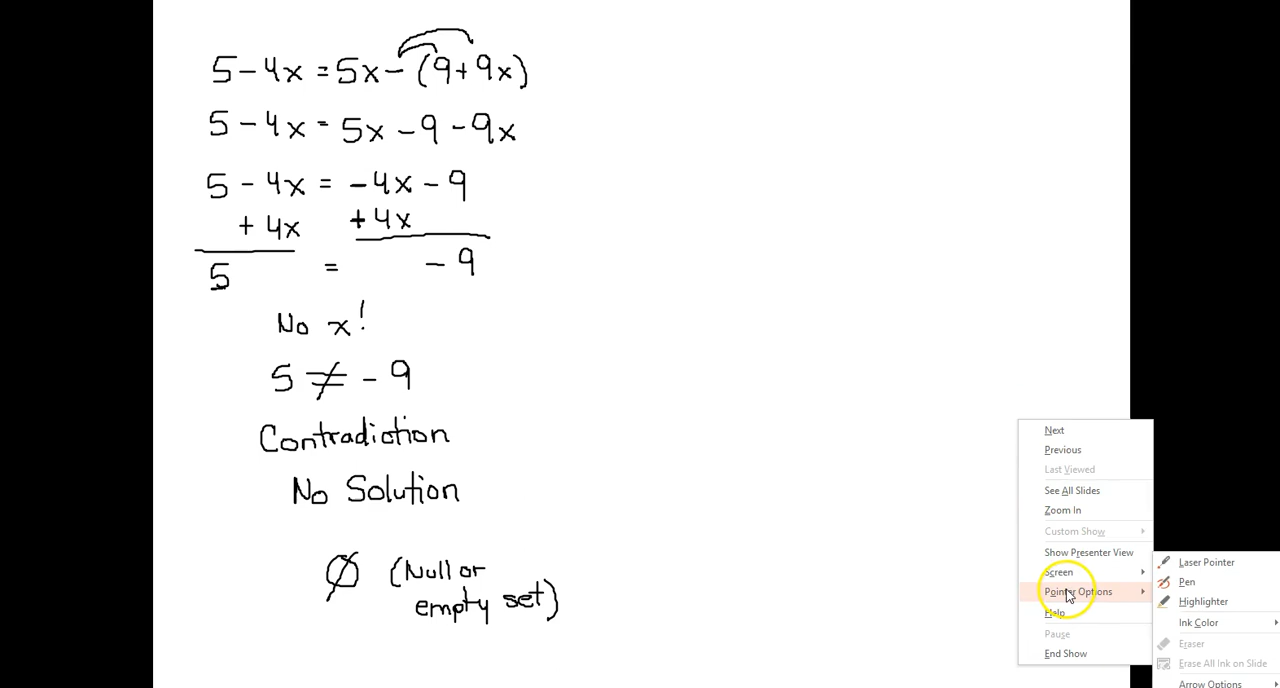 5 - 4x = 5x - (9 + 9x)
5 - 4x = 5x - 9 - 9x
5 - 4x = -4x - 9
+ 4x +4x
5 = - 9
No x!
5 ≠ - 9
Contradiction
No Solution
∅ (Null or
empty set)
Next
Previous
Last Viewed
See All Slides
Zoom In
Custom Show
Show Presenter View
Screen
Pointer Options
Help
Pause
End Show
Laser Pointer
Pen
Highlighter
Ink Color
Eraser
Erase All Ink on Slide
Arrow Options